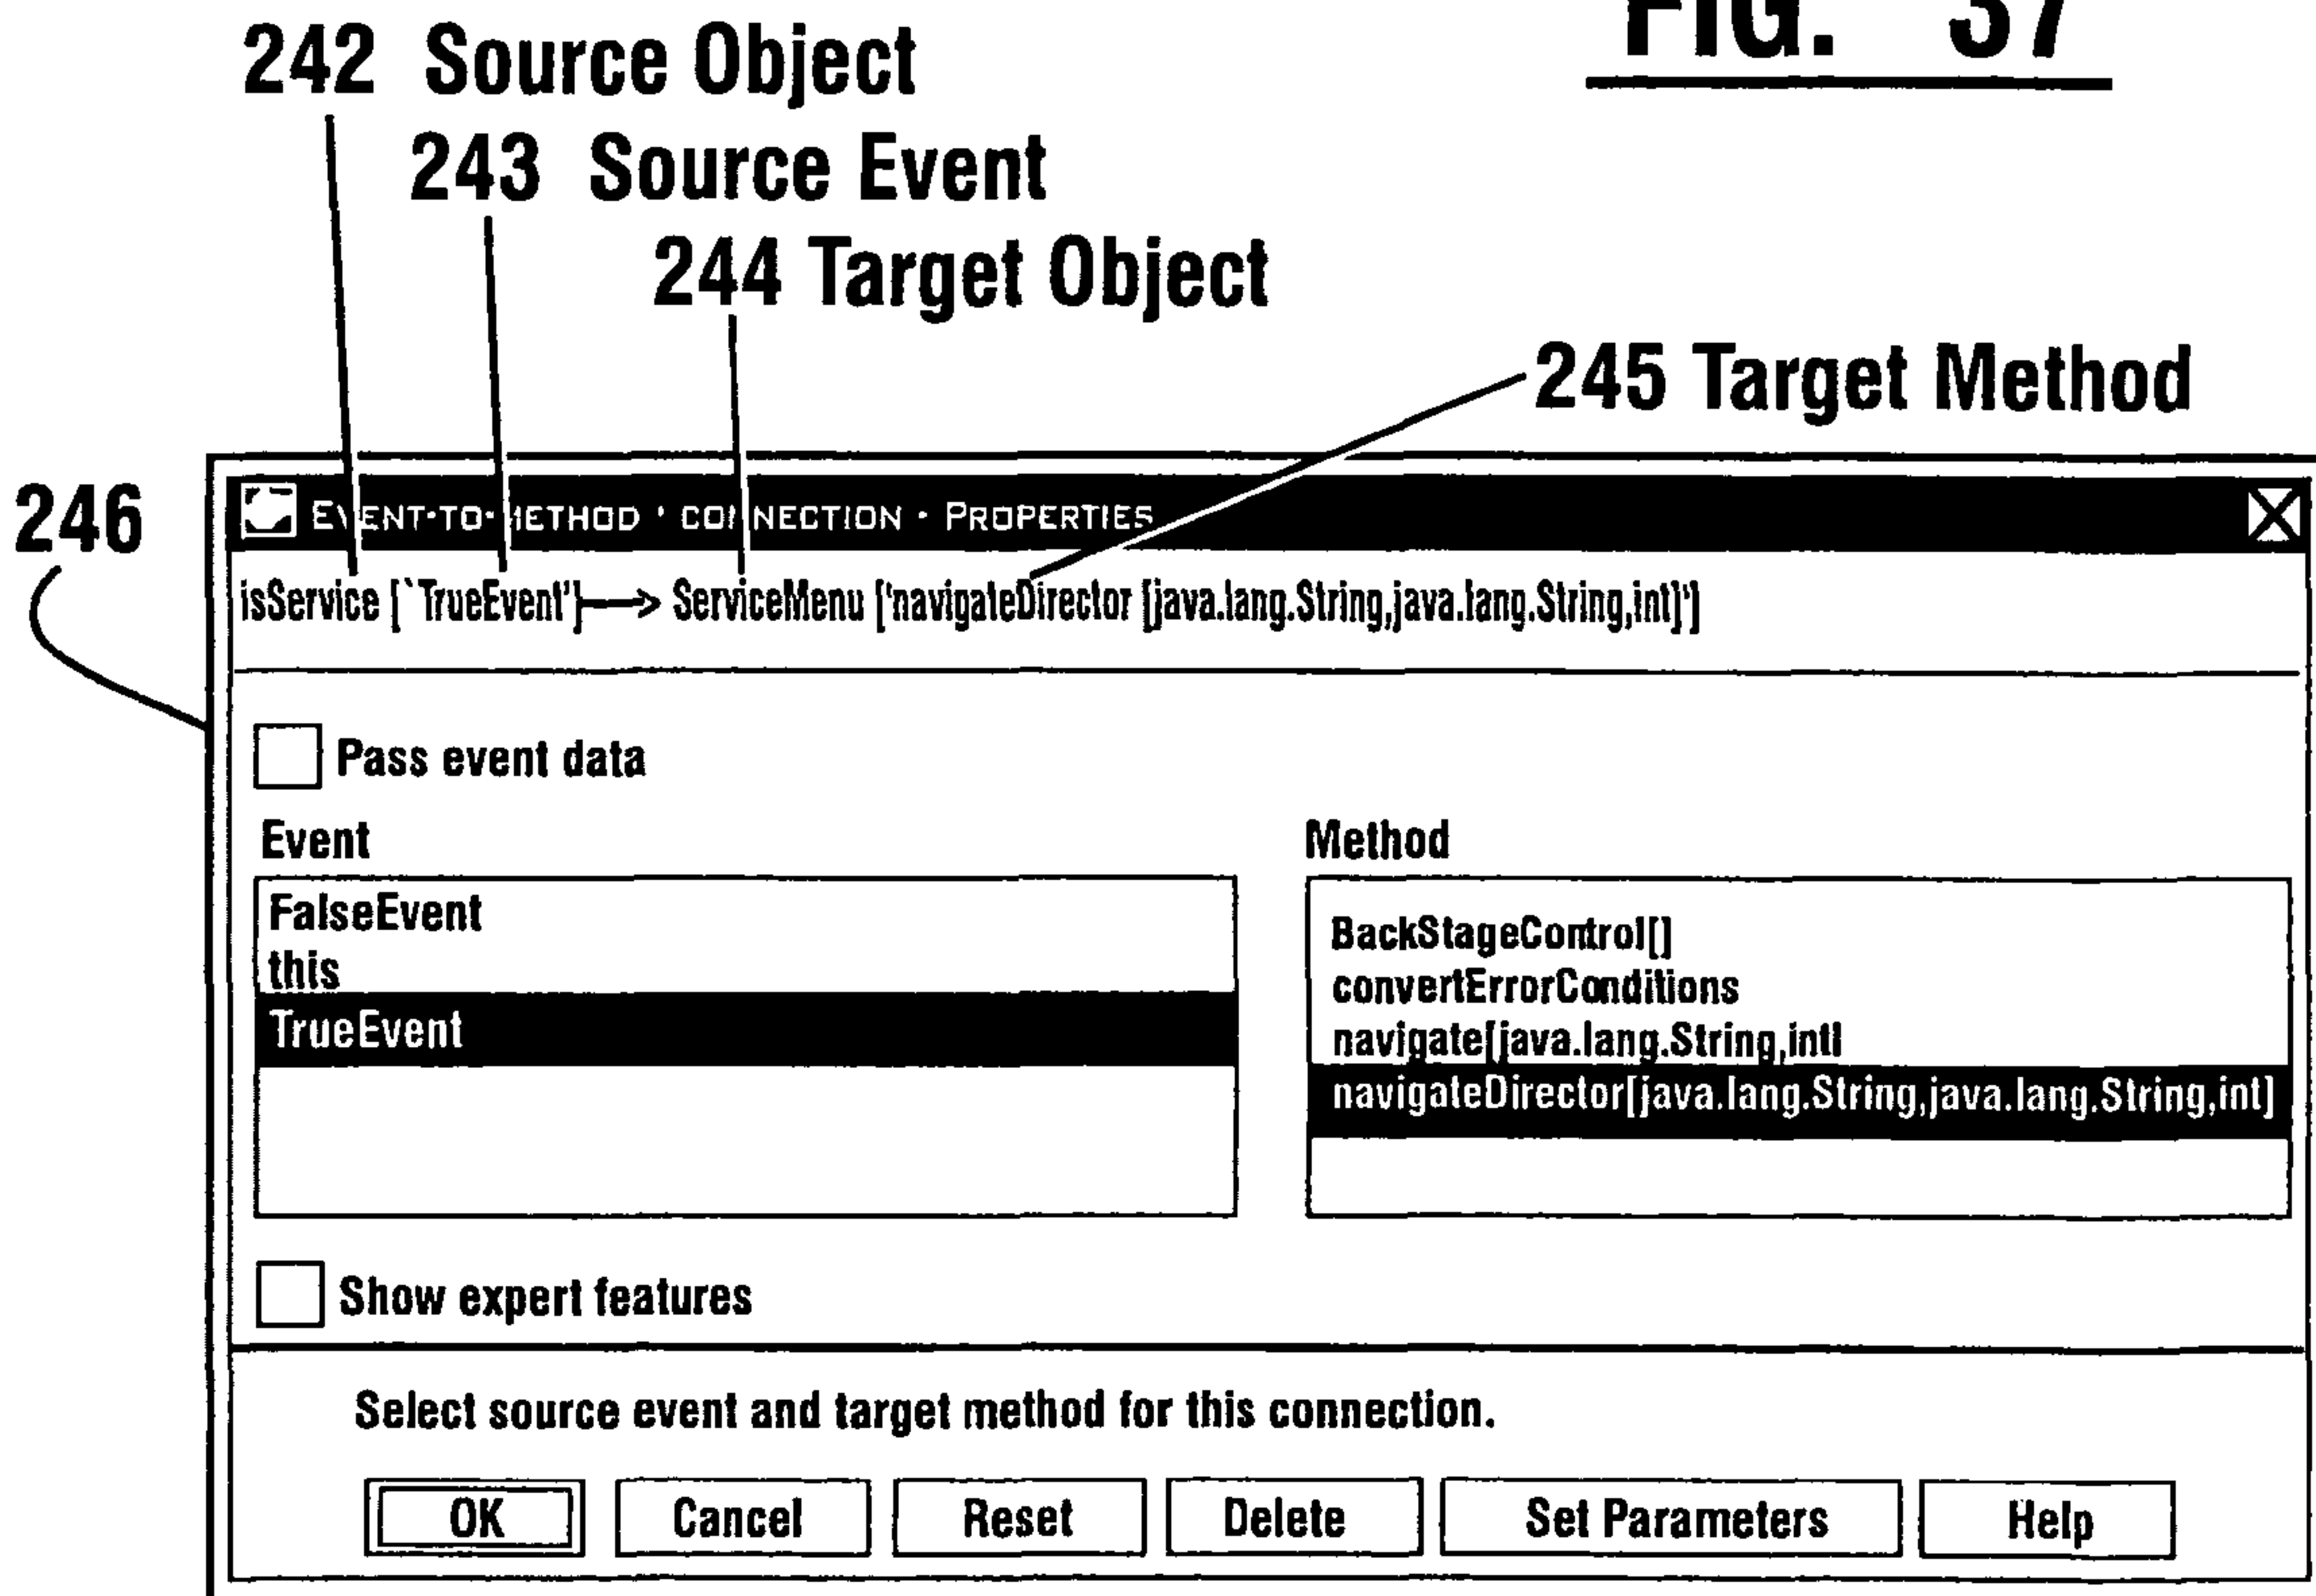 FIG. 37
242 Source Object
243 Source Event
244 Target Object
245 Target Method
246
EVENT-TO-METHOD · CONNECTION - PROPERTIES
isService [`TrueEvent']—> ServiceMenu ['navigateDirector [java.lang.String,java.lang.String,int]']
Pass event data
Event
FalseEvent
this
TrueEvent
Method
BackStageControl[]
convertErrorConditions
navigate[java.lang.String,int]
navigateDirector[java.lang.String,java.lang.String,int]
Show expert features
Select source event and target method for this connection.
OK Cancel Reset Delete Set Parameters Help